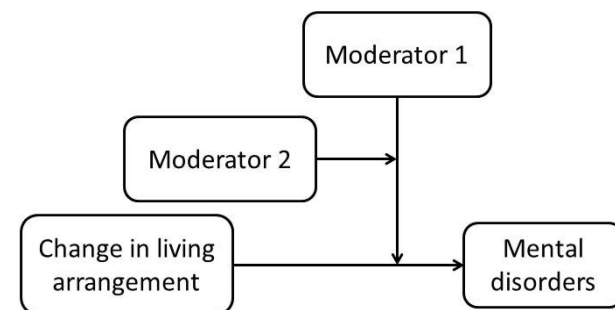 Moderator 1
Moderator 2
Change in living
arrangement
Mental
disorders